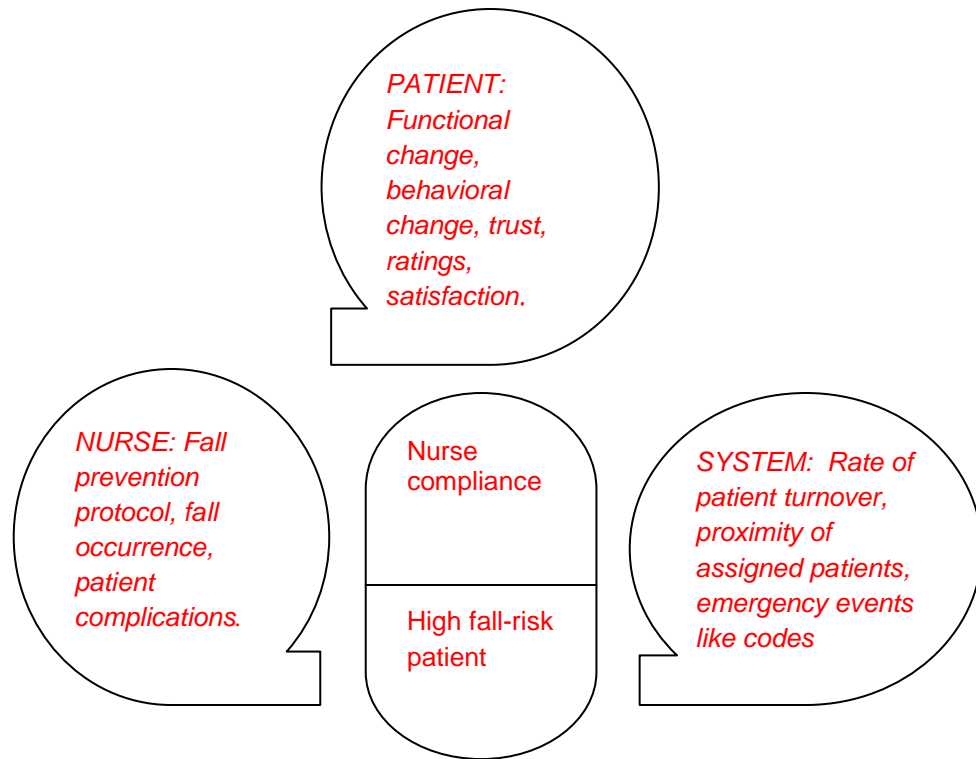 PATIENT:
Functional
change,
behavioral
change, trust,
ratings,
satisfaction.
NURSE: Fall
prevention
protocol, fall
occurrence,
patient
complications.
Nurse
compliance
High fall-risk
patient
SYSTEM:  Rate of
patient turnover,
proximity of
assigned patients,
emergency events
like codes